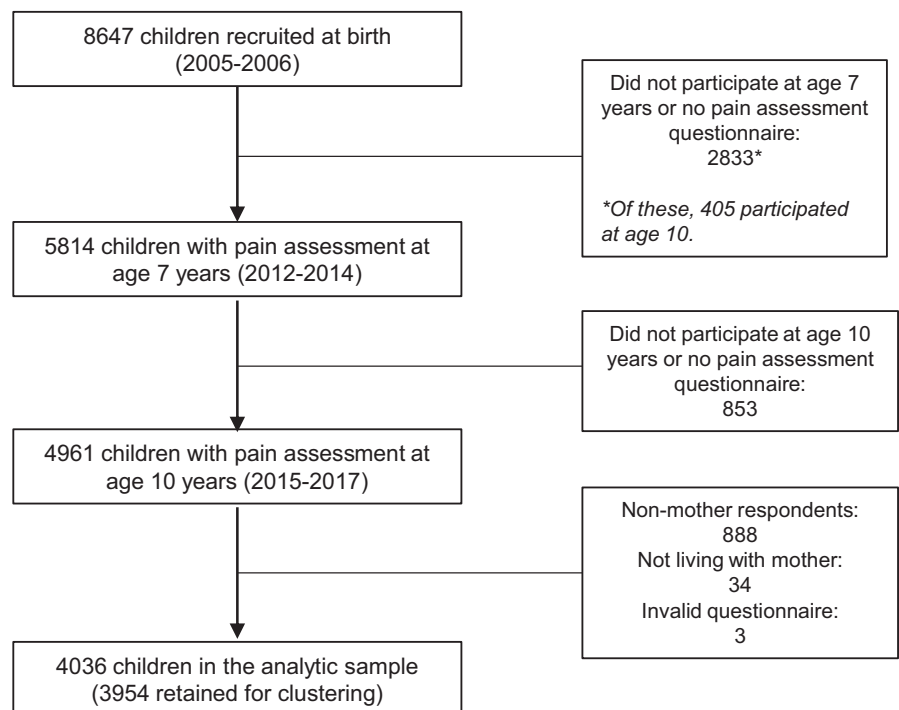 8647 children recruited at birth
(2005-2006)
Did not participate at age 7
years or no pain assessment
questionnaire:
2833*
*Of these, 405 participated
at age 10.
5814 children with pain assessment at
age 7 years (2012-2014)
Did not participate at age 10
years or no pain assessment
questionnaire:
853
4961 children with pain assessment at
age 10 years (2015-2017)
Non-mother respondents:
888
Not living with mother:
34
Invalid questionnaire:
3
4036 children in the analytic sample
(3954 retained for clustering)